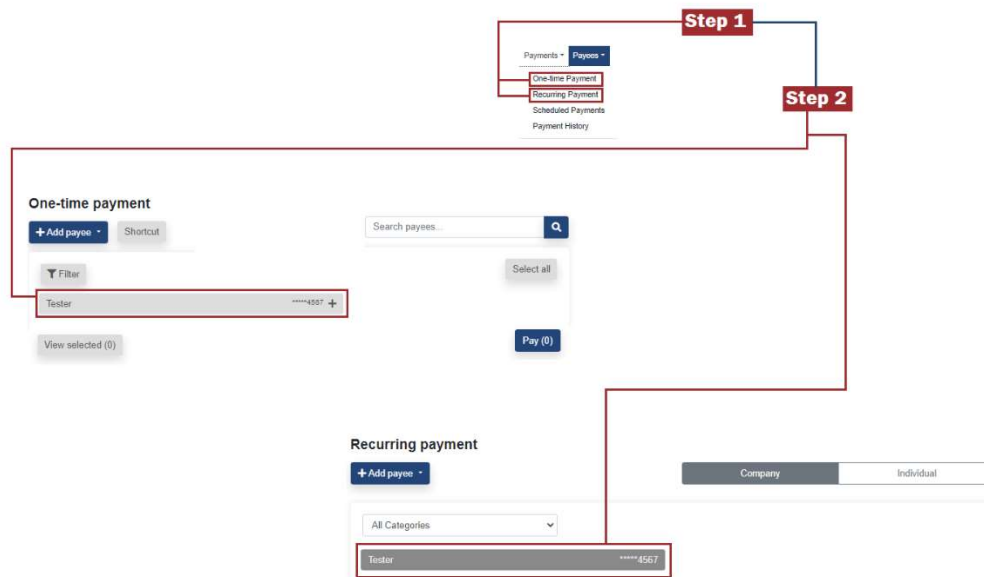 Step 1
Payments Payees
One-time Payment
Recurring Payment
Scheduled Payments
Payment History
Step 2
One-time payment
+ Add payee Shortcut
Search payees...
Filter
Select all
Tester *****4567 +
View selected (0)
Pay (0)
Recurring payment
+ Add payee
Company Individual
All Categories
Tester *****4567